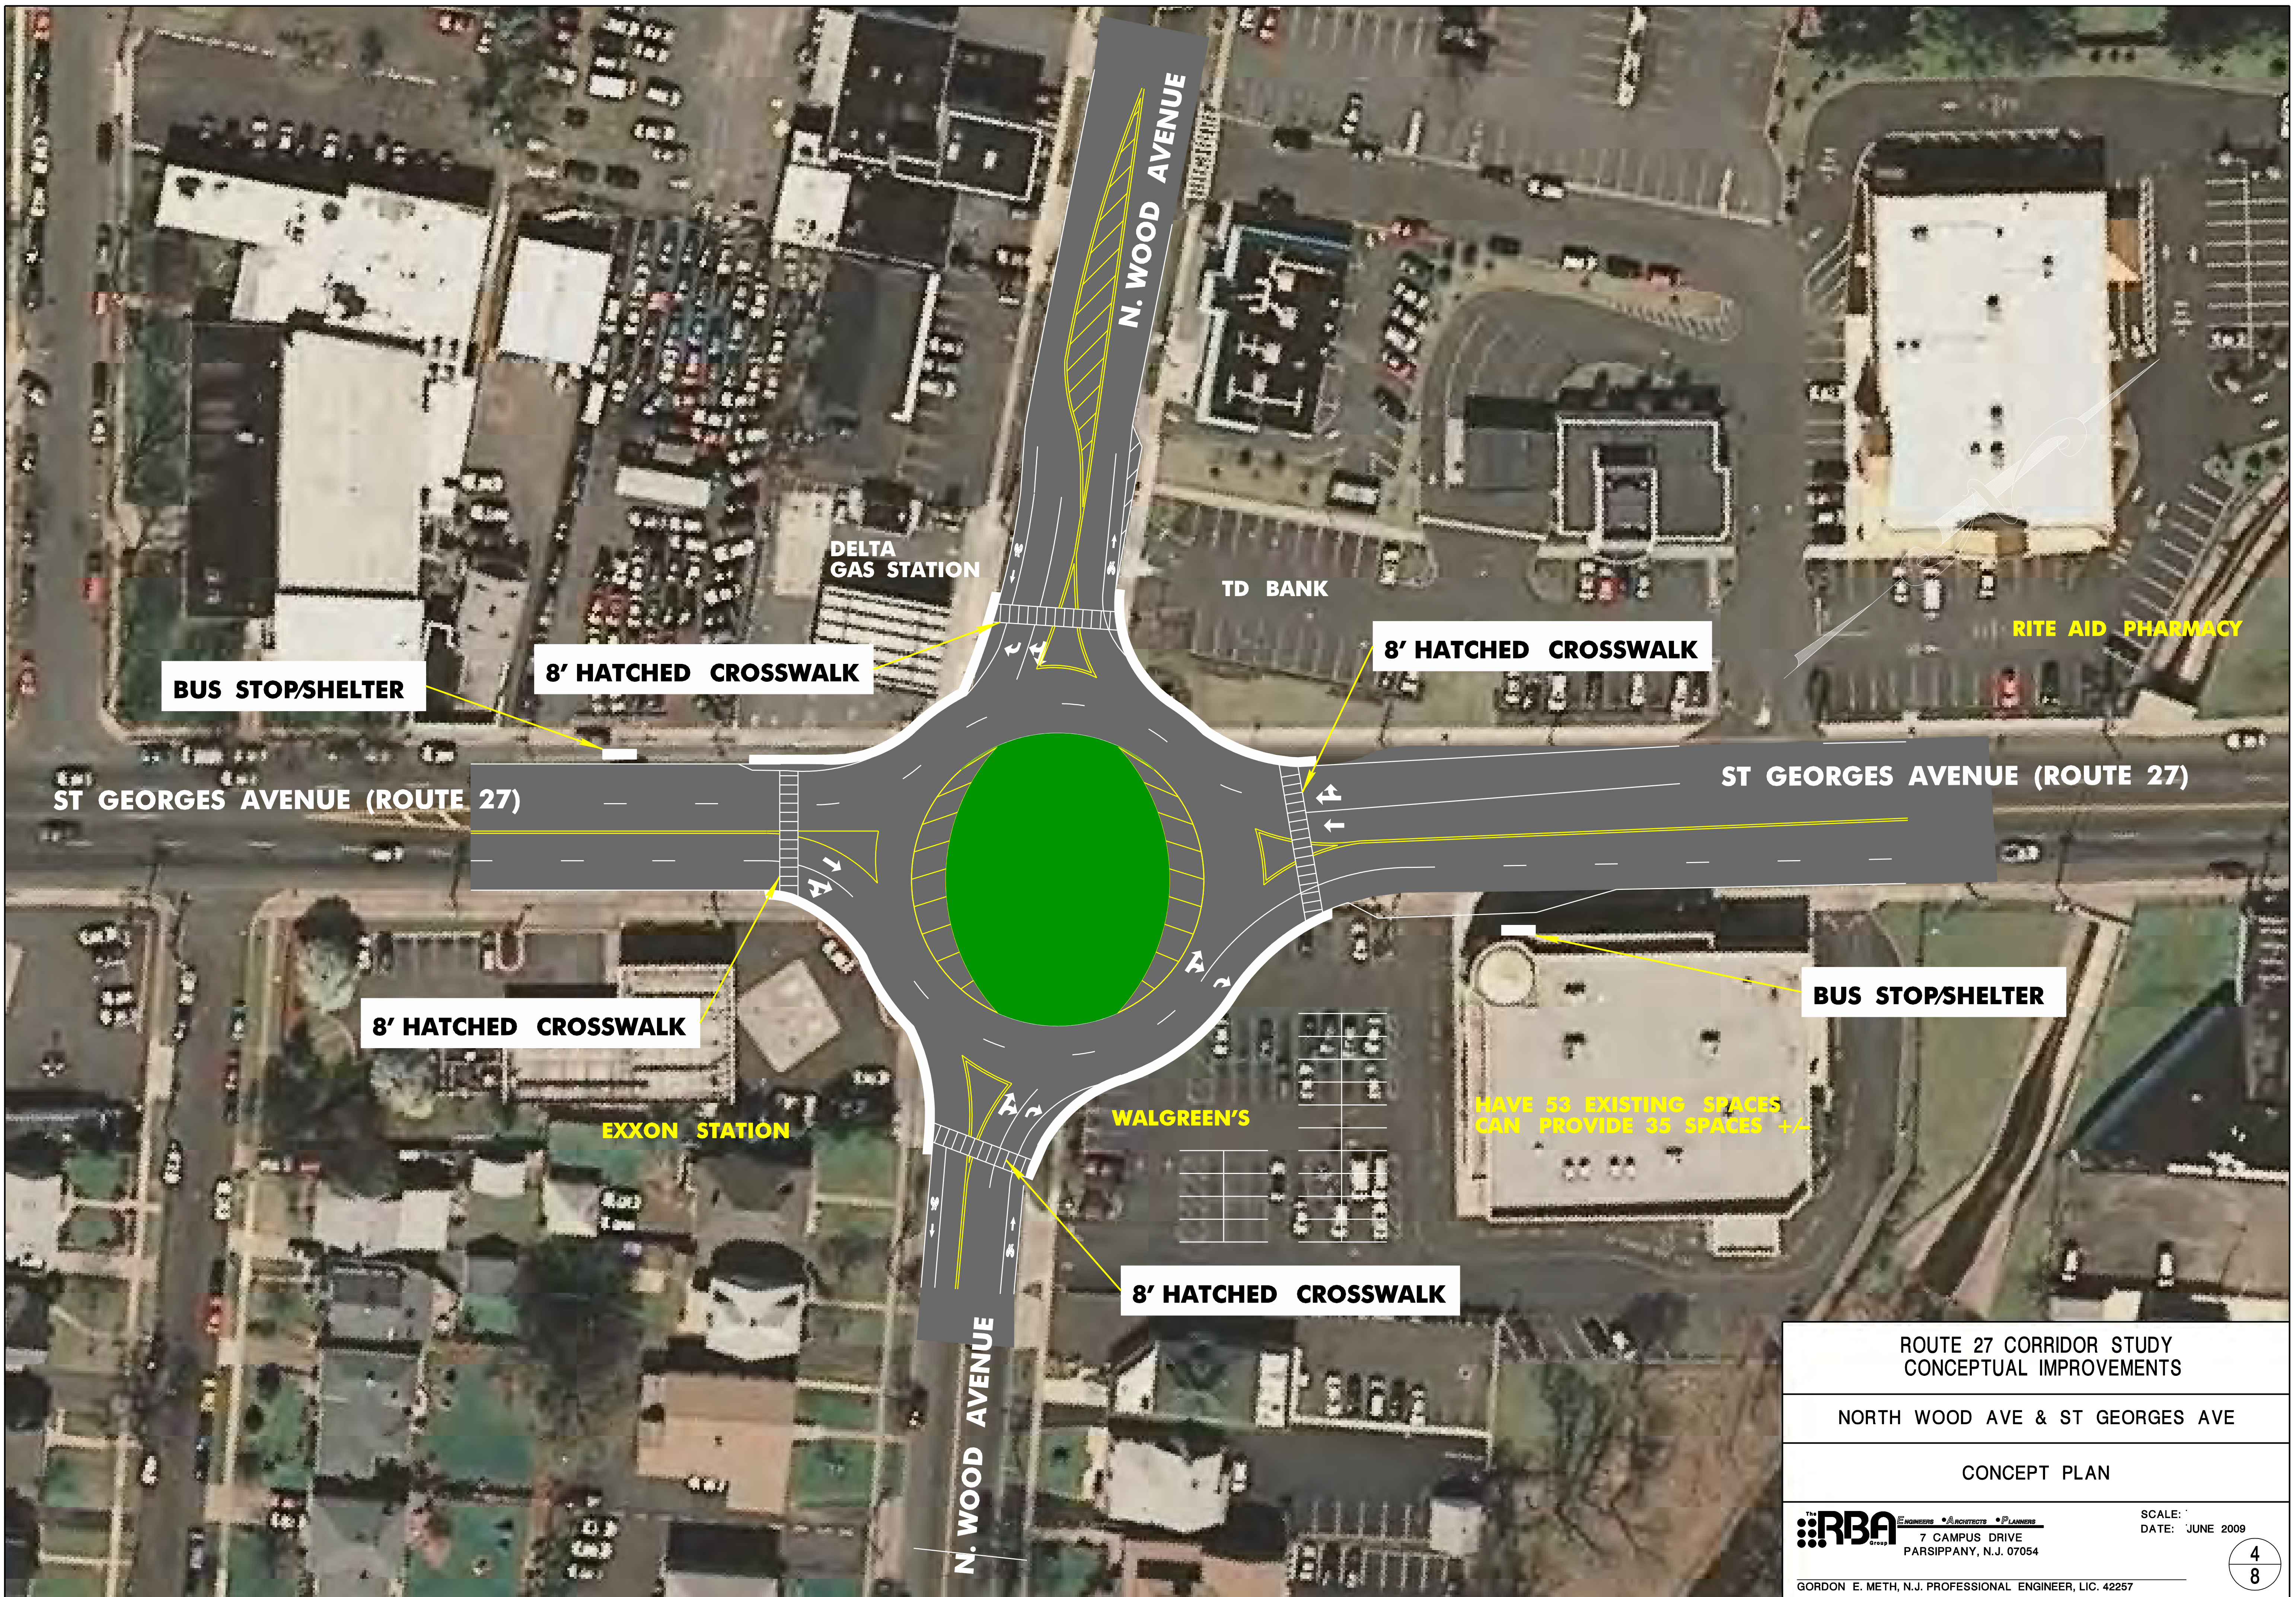 N. WOOD AVENUE
DELTA
GAS STATION
TD BANK
RITE AID PHARMACY
8' HATCHED CROSSWALK
8' HATCHED CROSSWALK
BUS STOP/SHELTER
ST GEORGES AVENUE (ROUTE 27)
ST GEORGES AVENUE (ROUTE 27)
8' HATCHED CROSSWALK
BUS STOP/SHELTER
EXXON STATION
WALGREEN'S
HAVE 53 EXISTING SPACES
CAN PROVIDE 35 SPACES +/-
8' HATCHED CROSSWALK
N. WOOD AVENUE
ROUTE 27 CORRIDOR STUDY
CONCEPTUAL IMPROVEMENTS
NORTH WOOD AVE & ST GEORGES AVE
CONCEPT PLAN
The RBA Group
ENGINEERS • ARCHITECTS • PLANNERS
7 CAMPUS DRIVE
PARSIPPANY, N.J. 07054
SCALE:
DATE: JUNE 2009
4
8
GORDON E. METH, N.J. PROFESSIONAL ENGINEER, LIC. 42257